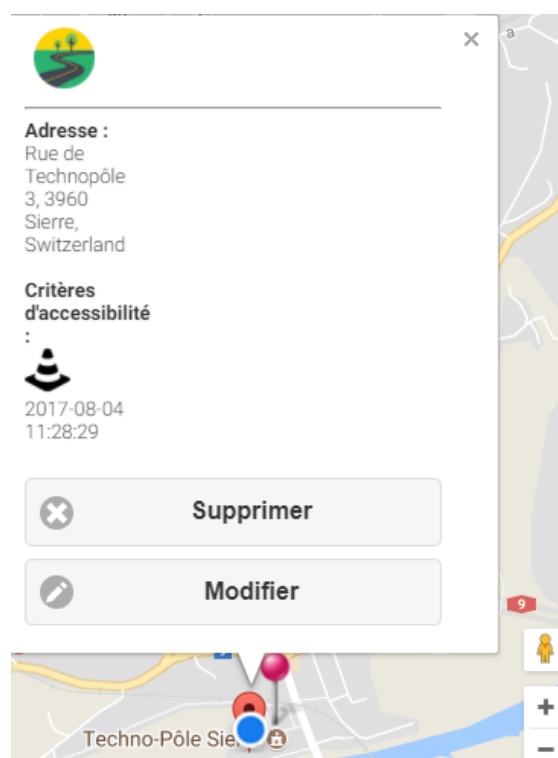 ×
a
Adresse :
Rue de
Technopôle
3, 3960
Sierre,
Switzerland
Critères
d'accessibilité
:
2017-08-04
11:28:29
Supprimer
Modifier
9
Techno-Pôle
+
−